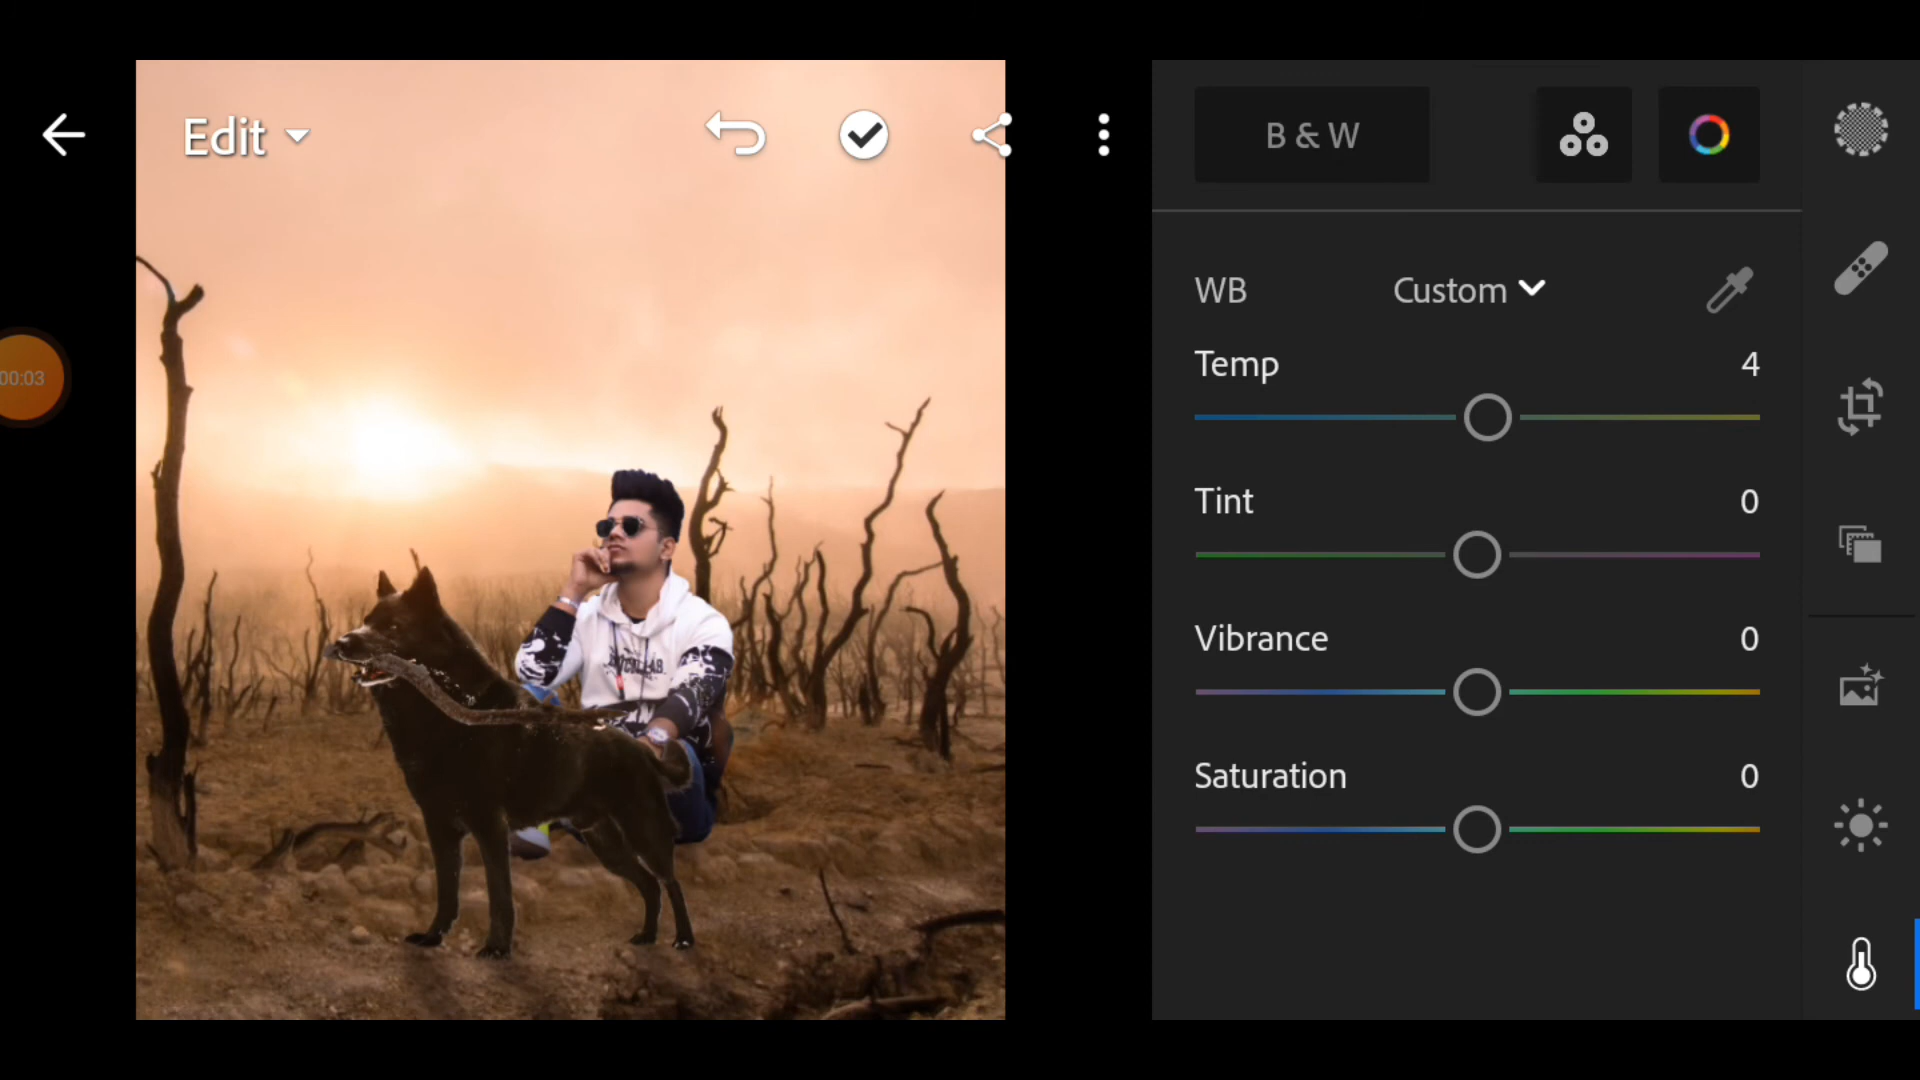 Edit
B & W
WB Custom
Temp 4
00:03
Tint 0
Vibrance 0
Saturation 0